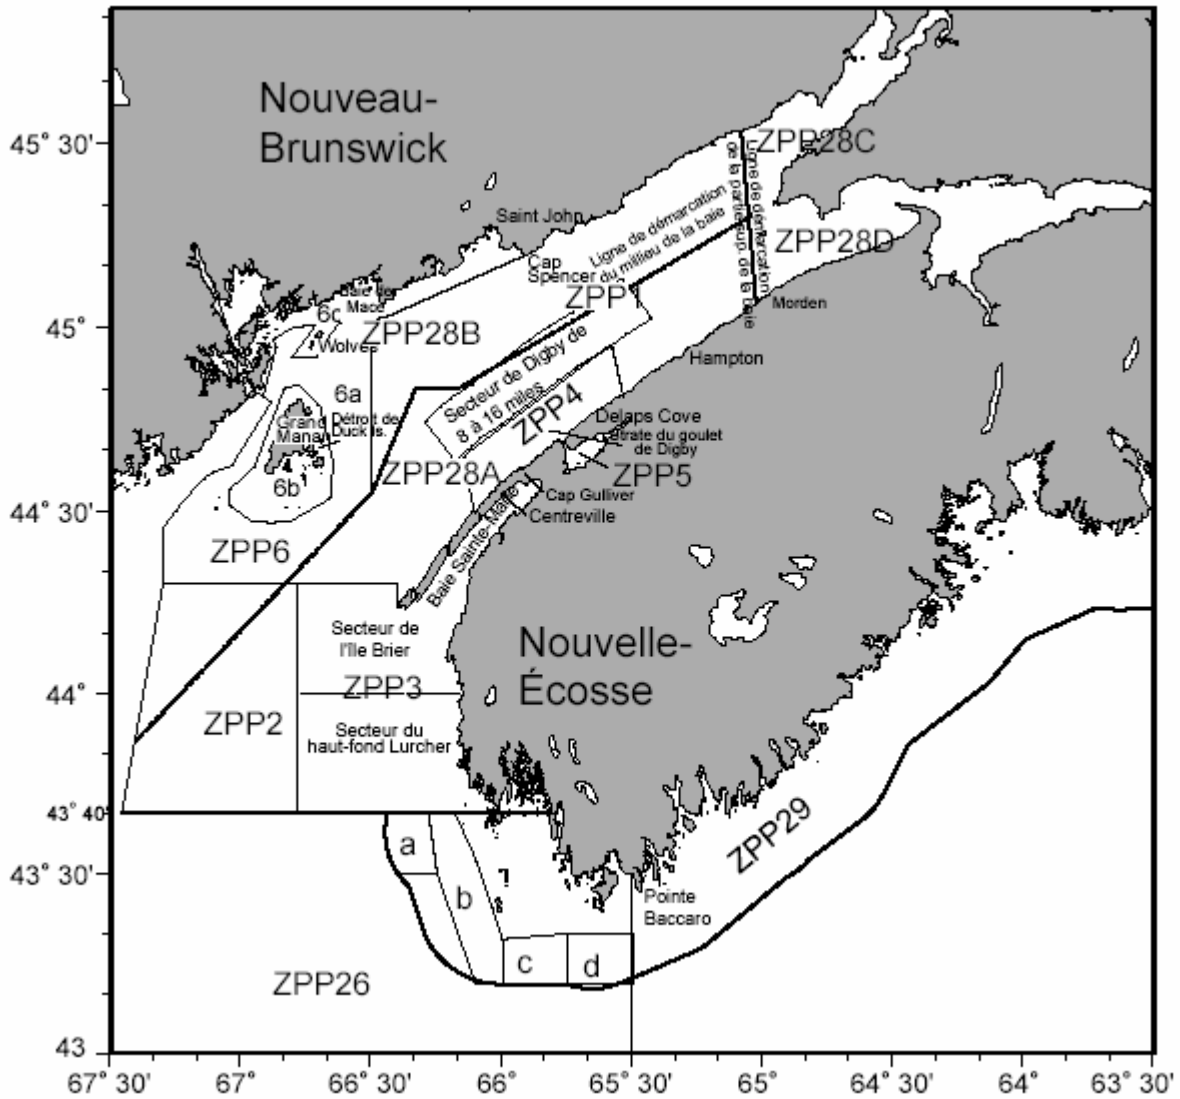 Nouveau-
Brunswick
45° 30'
ZPP28C
Ligne de démarcation
de la partie sup. de la baie
Saint John
Ligne de démarcation
du milieu de la baie
ZPP28D
Cap
Spencer
Baie de
Mace
6c
ZPP1
Morden
45°
ZPP28B
Wolves
Hampton
Secteur de Digby de
8 à 16 miles
6a
ZPP4
Grand
Manan
Détroit de
Duck Is.
Delaps Cove
Strate du goulet
de Digby
ZPP28A
ZPP5
6b
Cap Gulliver
Centreville
44° 30'
Baie Sainte-Marie
ZPP6
Secteur de
l'Ile Brier
Nouvelle-
Écosse
44°
ZPP3
ZPP2
Secteur du
haut-fond Lurcher
43° 40'
ZPP29
a
43° 30'
b
Pointe
Baccaro
c
d
ZPP26
43
67° 30'
67°
66° 30'
66°
65° 30'
65°
64° 30'
64°
63° 30'